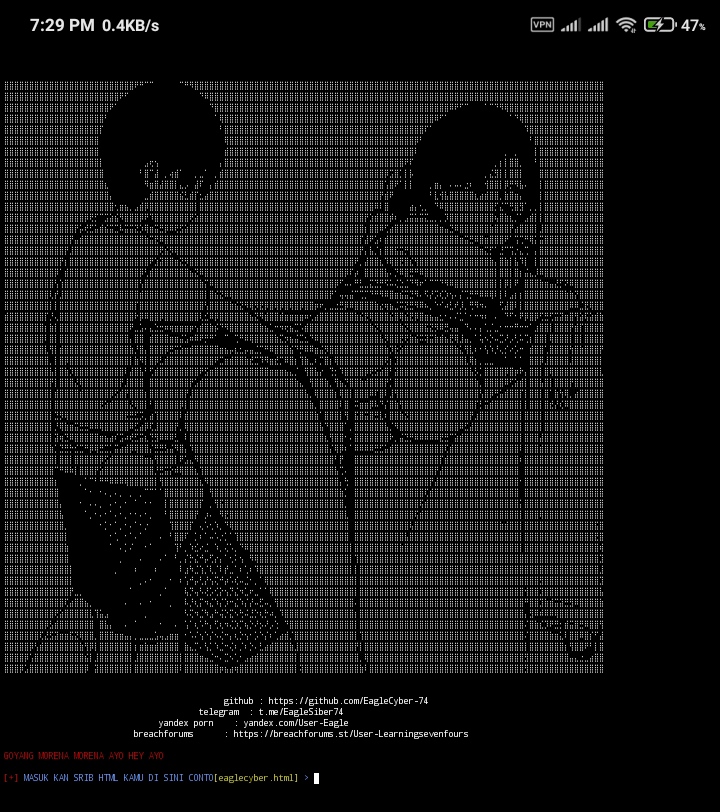 7:29 PM 0.4KB/s VPN 47%
github : https://github.com/EagleCyber-74
telegram : t.me/EagleSiber74
yandex porn : yandex.com/User-Eagle
breachforums : https://breachforums.st/User-Learningsevenfours
GOYANG MORENA MORENA AYO HEY AYO
[+] MASUK KAN SRIB HTML KAMU DI SINI CONTO[eaglecyber.html] >